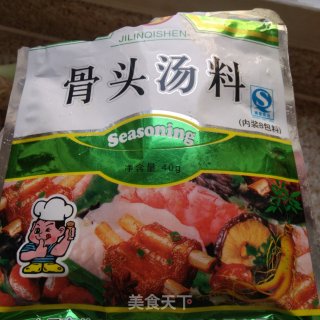 JILINQISHEN
骨头汤料
(内装8包料)
Seasoning
净含量 40g
美食天下